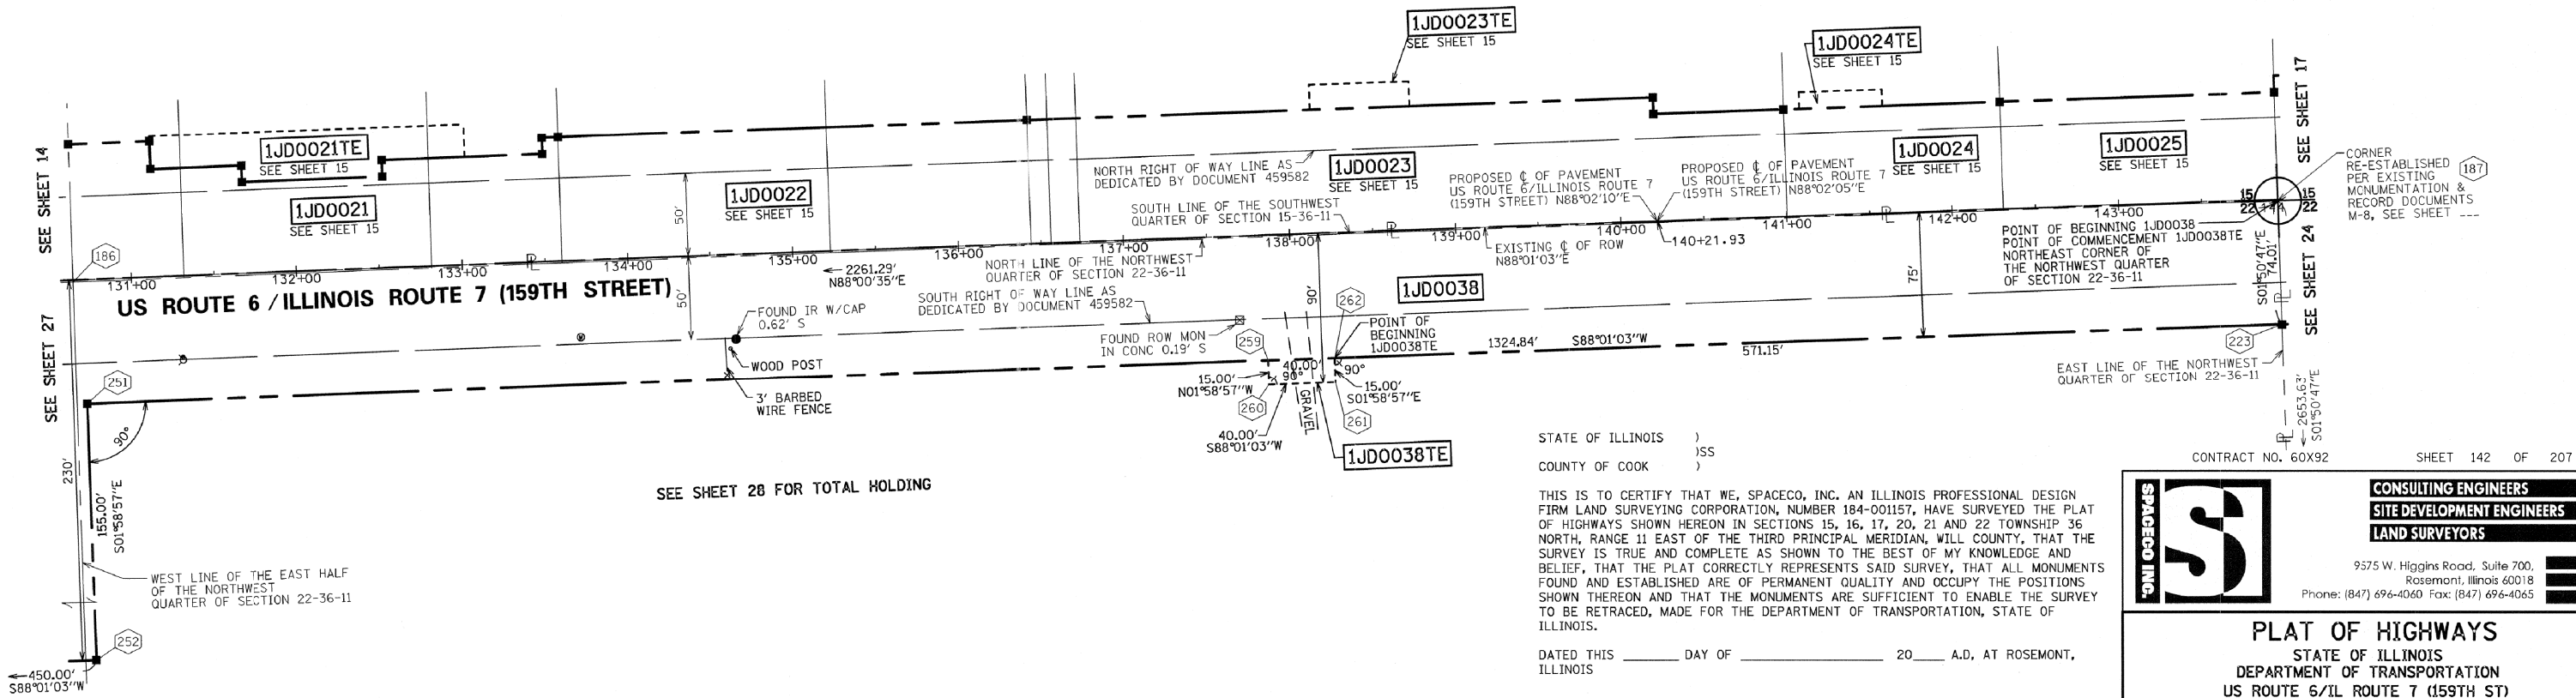 1JD0023TE
SEE SHEET 15
1JD0024TE
SEE SHEET 15
SEE SHEET 14
SEE SHEET 17
1JD0021TE
SEE SHEET 15
1JD0021
SEE SHEET 15
1JD0022
SEE SHEET 15
50'
NORTH RIGHT OF WAY LINE AS
DEDICATED BY DOCUMENT 459582
1JD0023
SEE SHEET 15
SOUTH LINE OF THE SOUTHWEST
QUARTER OF SECTION 15-36-11
PROPOSED ℄ OF PAVEMENT
US ROUTE 6/ILLINOIS ROUTE 7
(159TH STREET) N88°02'10"E
PROPOSED ℄ OF PAVEMENT
US ROUTE 6/ILLINOIS ROUTE 7
(159TH STREET) N88°02'05"E
1JD0024
SEE SHEET 15
1JD0025
SEE SHEET 15
CORNER
RE-ESTABLISHED
PER EXISTING
MONUMENTATION &
RECORD DOCUMENTS
M-8, SEE SHEET ---
187
15 15
22 144 22
186
131+00
132+00
133+00
134+00
135+00
136+00
137+00
138+00
139+00
140+00
140+21.93
141+00
142+00
143+00
US ROUTE 6 / ILLINOIS ROUTE 7 (159TH STREET)
50'
2261.29'
N88°00'35"E
NORTH LINE OF THE NORTHWEST
QUARTER OF SECTION 22-36-11
EXISTING ℄ OF ROW
N88°01'03"E
POINT OF BEGINNING 1JD0038
POINT OF COMMENCEMENT 1JD0038TE
NORTHEAST CORNER OF
THE NORTHWEST QUARTER
OF SECTION 22-36-11
S01°50'47"E
74.01'
SEE SHEET 24
SEE SHEET 27
SOUTH RIGHT OF WAY LINE AS
DEDICATED BY DOCUMENT 459582
1JD0038
90'
75'
262
FOUND IR W/CAP
0.62' S
WOOD POST
3' BARBED
WIRE FENCE
FOUND ROW MON
IN CONC 0.19' S
259
POINT OF
BEGINNING
1JD0038TE
1324.84'
S88°01'03"W
571.15'
223
EAST LINE OF THE NORTHWEST
QUARTER OF SECTION 22-36-11
2653.63'
S01°50'47"E
251
90°
230'
155.00'
S01°58'57"E
15.00'
N01°58'57"W
260
40.00'
90°
90°
15.00'
S01°58'57"E
261
GRAVEL
40.00'
S88°01'03"W
1JD0038TE
SEE SHEET 28 FOR TOTAL HOLDING
WEST LINE OF THE EAST HALF
OF THE NORTHWEST
QUARTER OF SECTION 22-36-11
252
450.00'
S88°01'03"W
STATE OF ILLINOIS )
)SS
COUNTY OF COOK )
THIS IS TO CERTIFY THAT WE, SPACECO, INC. AN ILLINOIS PROFESSIONAL DESIGN
FIRM LAND SURVEYING CORPORATION, NUMBER 184-001157, HAVE SURVEYED THE PLAT
OF HIGHWAYS SHOWN HEREON IN SECTIONS 15, 16, 17, 20, 21 AND 22 TOWNSHIP 36
NORTH, RANGE 11 EAST OF THE THIRD PRINCIPAL MERIDIAN, WILL COUNTY, THAT THE
SURVEY IS TRUE AND COMPLETE AS SHOWN TO THE BEST OF MY KNOWLEDGE AND
BELIEF, THAT THE PLAT CORRECTLY REPRESENTS SAID SURVEY, THAT ALL MONUMENTS
FOUND AND ESTABLISHED ARE OF PERMANENT QUALITY AND OCCUPY THE POSITIONS
SHOWN THEREON AND THAT THE MONUMENTS ARE SUFFICIENT TO ENABLE THE SURVEY
TO BE RETRACED, MADE FOR THE DEPARTMENT OF TRANSPORTATION, STATE OF
ILLINOIS.
DATED THIS _______ DAY OF __________________ 20____ A.D. AT ROSEMONT,
ILLINOIS
CONTRACT NO. 60X92 SHEET 142 OF 207
SPACECO INC.
CONSULTING ENGINEERS
SITE DEVELOPMENT ENGINEERS
LAND SURVEYORS
9575 W. Higgins Road, Suite 700,
Rosemont, Illinois 60018
Phone: (847) 696-4060 Fax: (847) 696-4065
PLAT OF HIGHWAYS
STATE OF ILLINOIS
DEPARTMENT OF TRANSPORTATION
US ROUTE 6/IL ROUTE 7 (159TH ST)